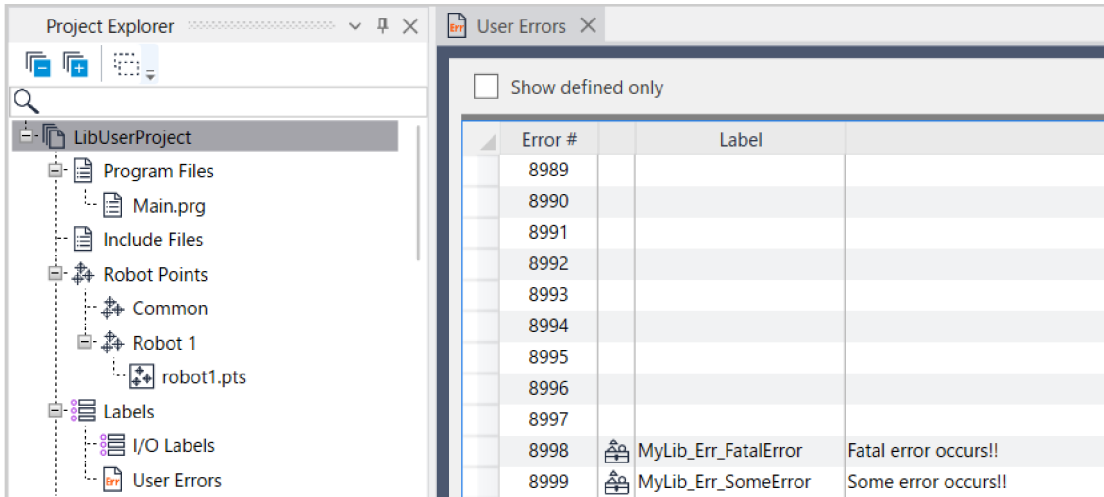 Project Explorer
LibUserProject
Program Files
Main.prg
Include Files
Robot Points
Common
Robot 1
robot1.pts
Labels
I/O Labels
Err User Errors
Err User Errors
Show defined only
Error # Label
8989
8990
8991
8992
8993
8994
8995
8996
8997
8998 MyLib_Err_FatalError Fatal error occurs!!
8999 MyLib_Err_SomeError Some error occurs!!